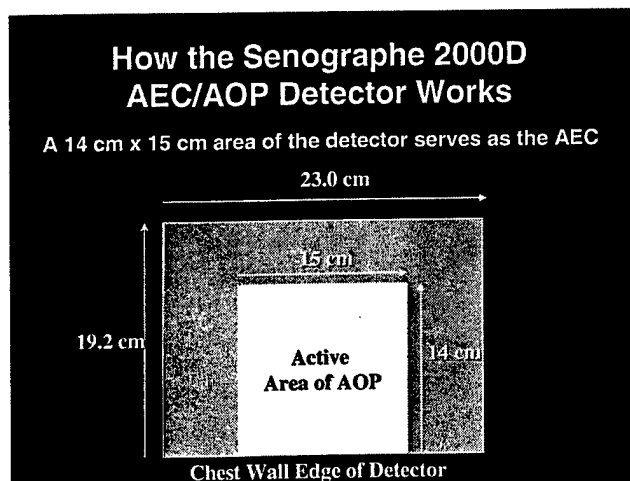 How the Senographe 2000D
AEC/AOP Detector Works
A 14 cm x 15 cm area of the detector serves as the AEC
23.0 cm
15 cm
19.2 cm
14 cm
Active
Area of AOP
Chest Wall Edge of Detector